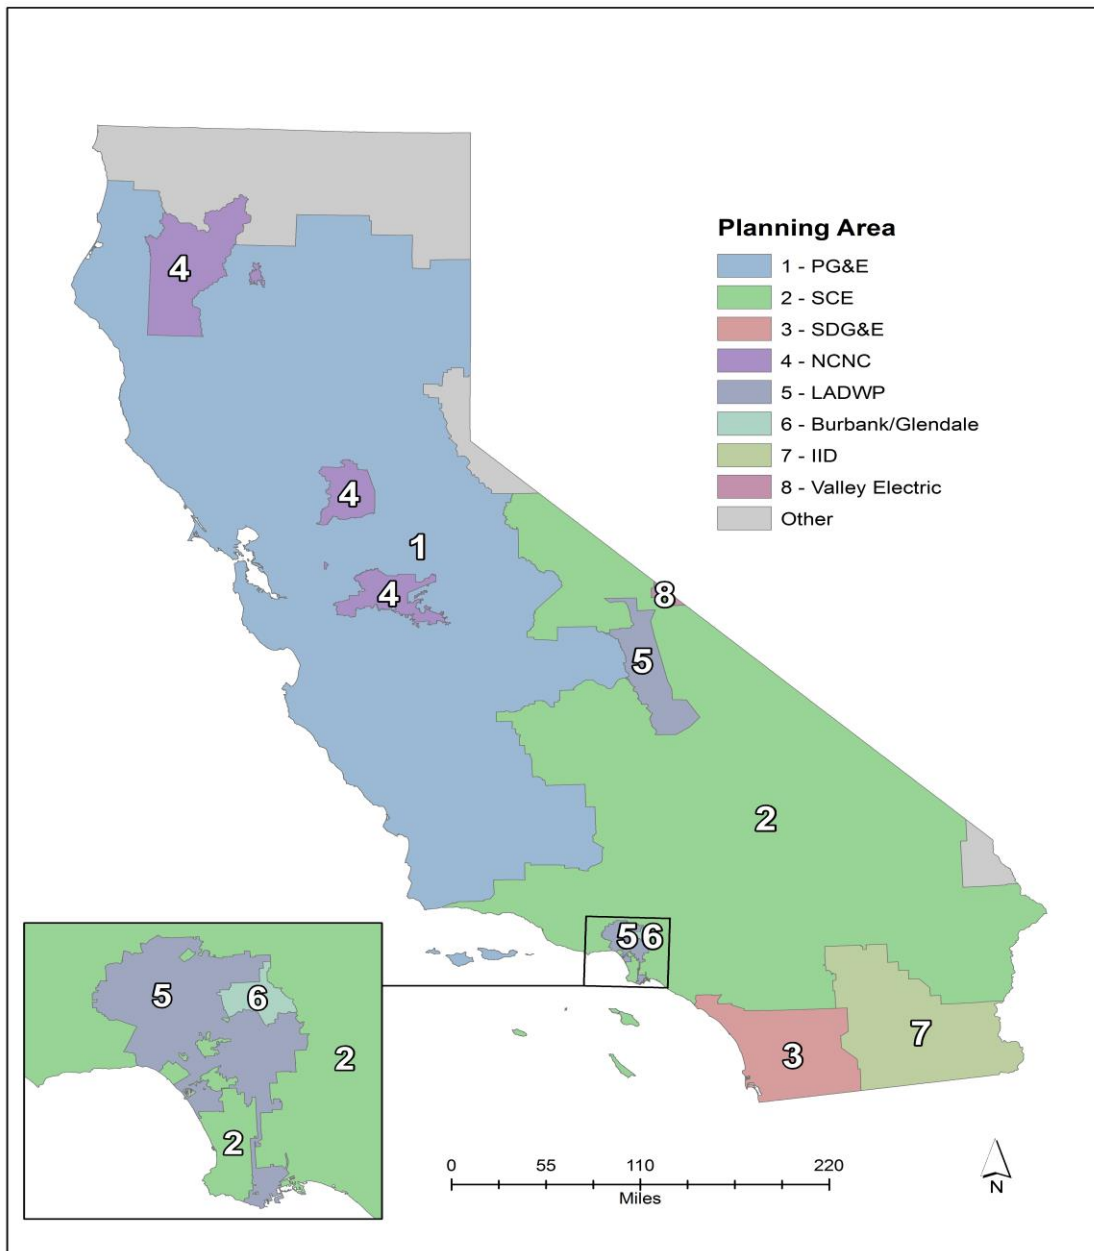 Planning Area
1 - PG&E
2 - SCE
3 - SDG&E
4 - NCNC
5 - LADWP
6 - Burbank/Glendale
7 - IID
8 - Valley Electric
Other
4
4
1
4
8
5
2
5 6
5
6
2
2
3
7
0 55 110 220
Miles
N